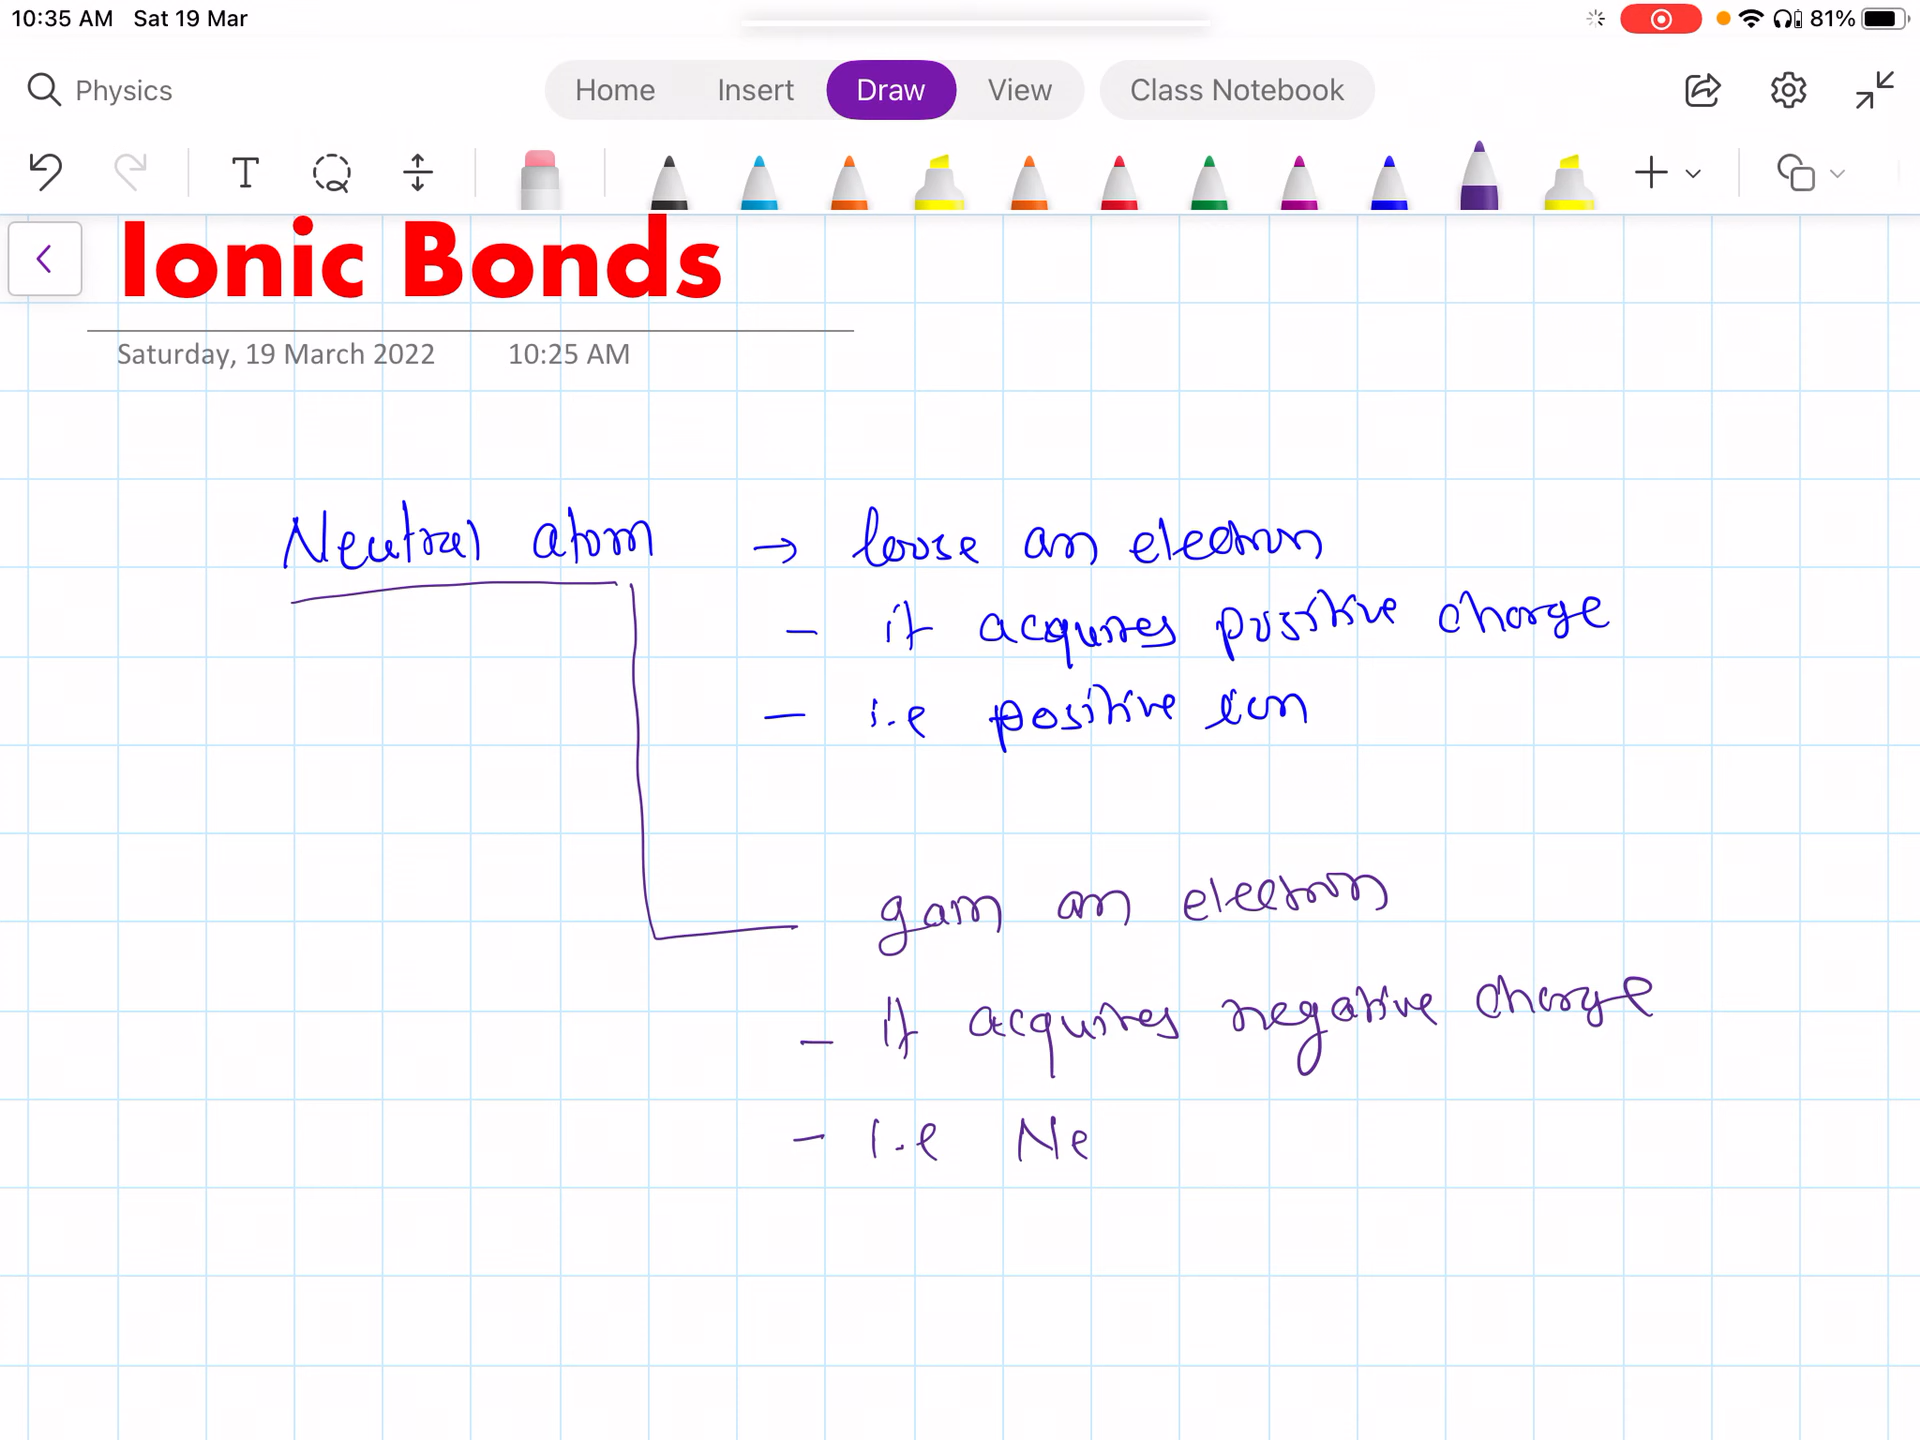 10:35 AM Sat 19 Mar 81%
Physics Home Insert Draw View Class Notebook
T
Ionic Bonds
Saturday, 19 March 2022 10:25 AM
Neutral atom → loose an electron
- it acquires positive charge
- i.e positive ion
gain an electron
- it acquires negative charge
- i.e Ne